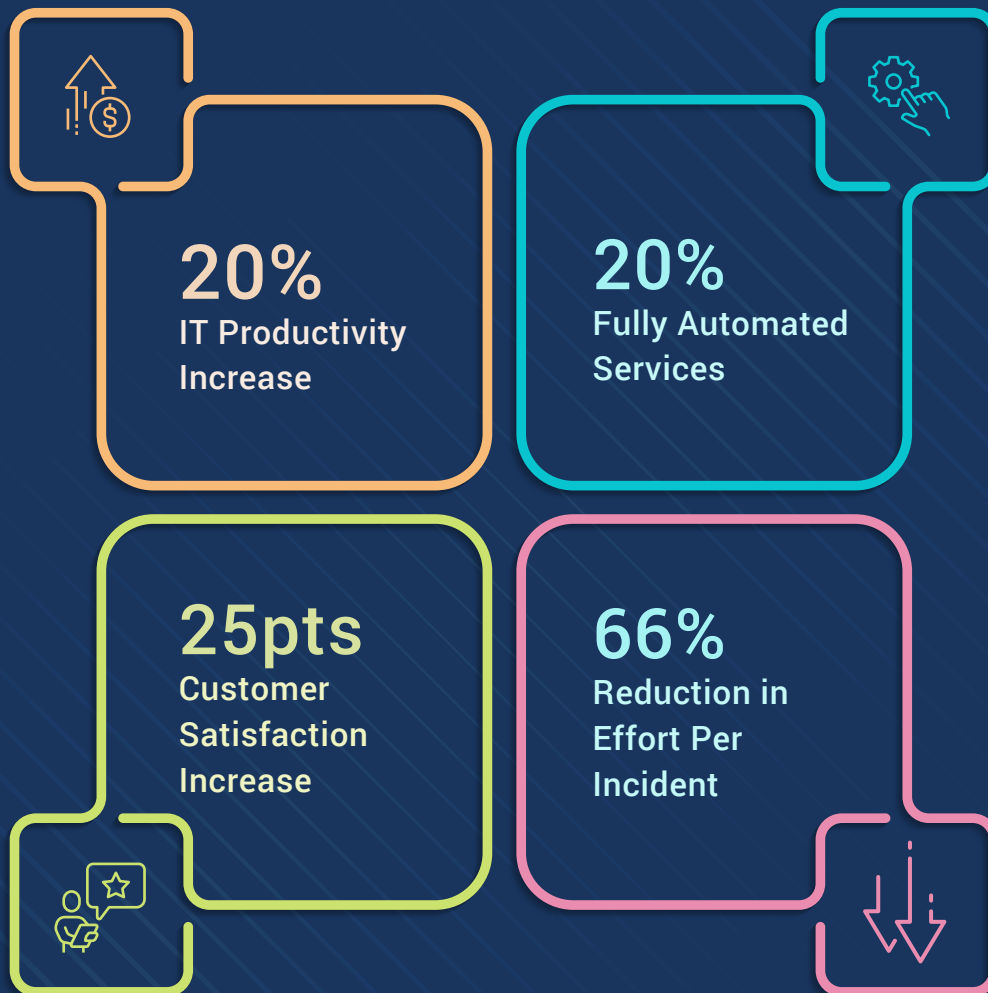 $
20%
IT Productivity
Increase
20%
Fully Automated
Services
25pts
Customer
Satisfaction
Increase
66%
Reduction in
Effort Per
Incident